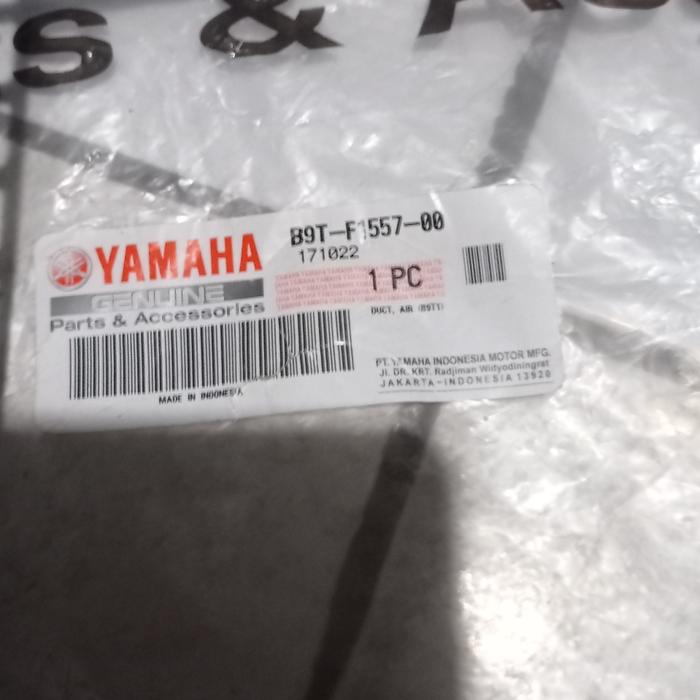 S & A
YAMAHA
GENUINE
Parts & Accessories
MADE IN INDONESIA
B9T-F1557-00
171022
1 PC
DUCT, AIR (B9T1)
PT. YAMAHA INDONESIA MOTOR MFG.
Jl. DR. KRT. Radjiman Widyodiningrat
JAKARTA-INDONESIA 13920